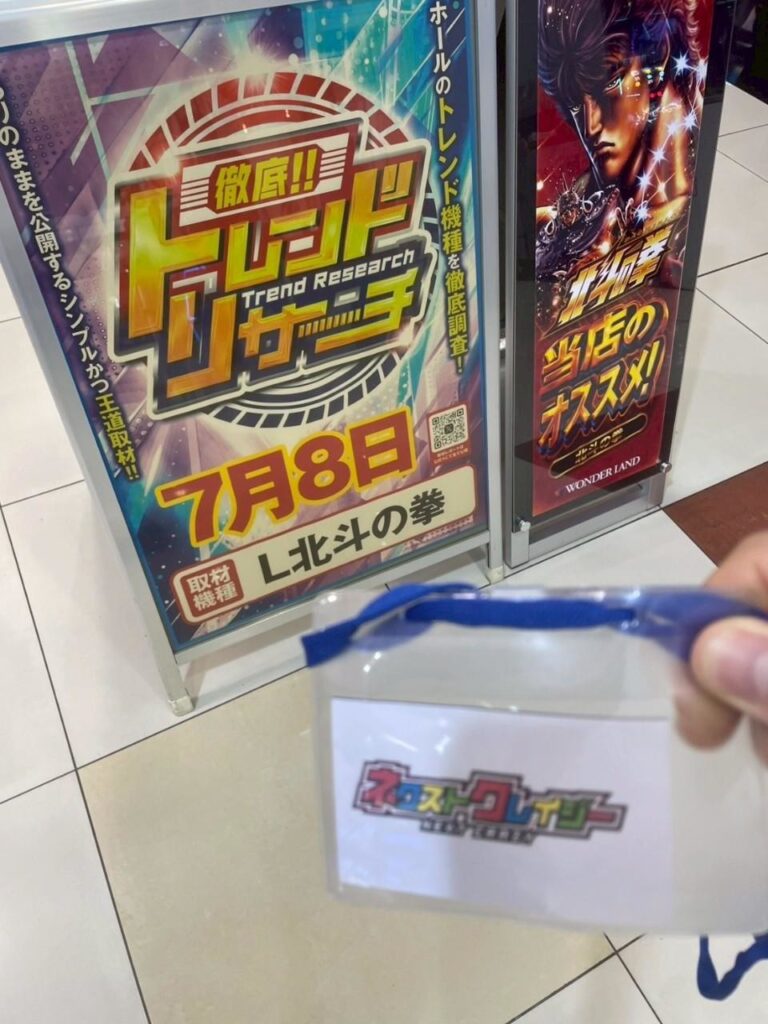 ホールのトレンド機種を徹底調査!
りのままを公開するシンプルかつ王道取材!!
徹底!!
トレンド
Trend Research
リサーチ
7月8日
取材
機種
L北斗の拳
北斗の拳
当店の
オススメ!
北斗の拳
WONDER LAND
ネクストクレイジー